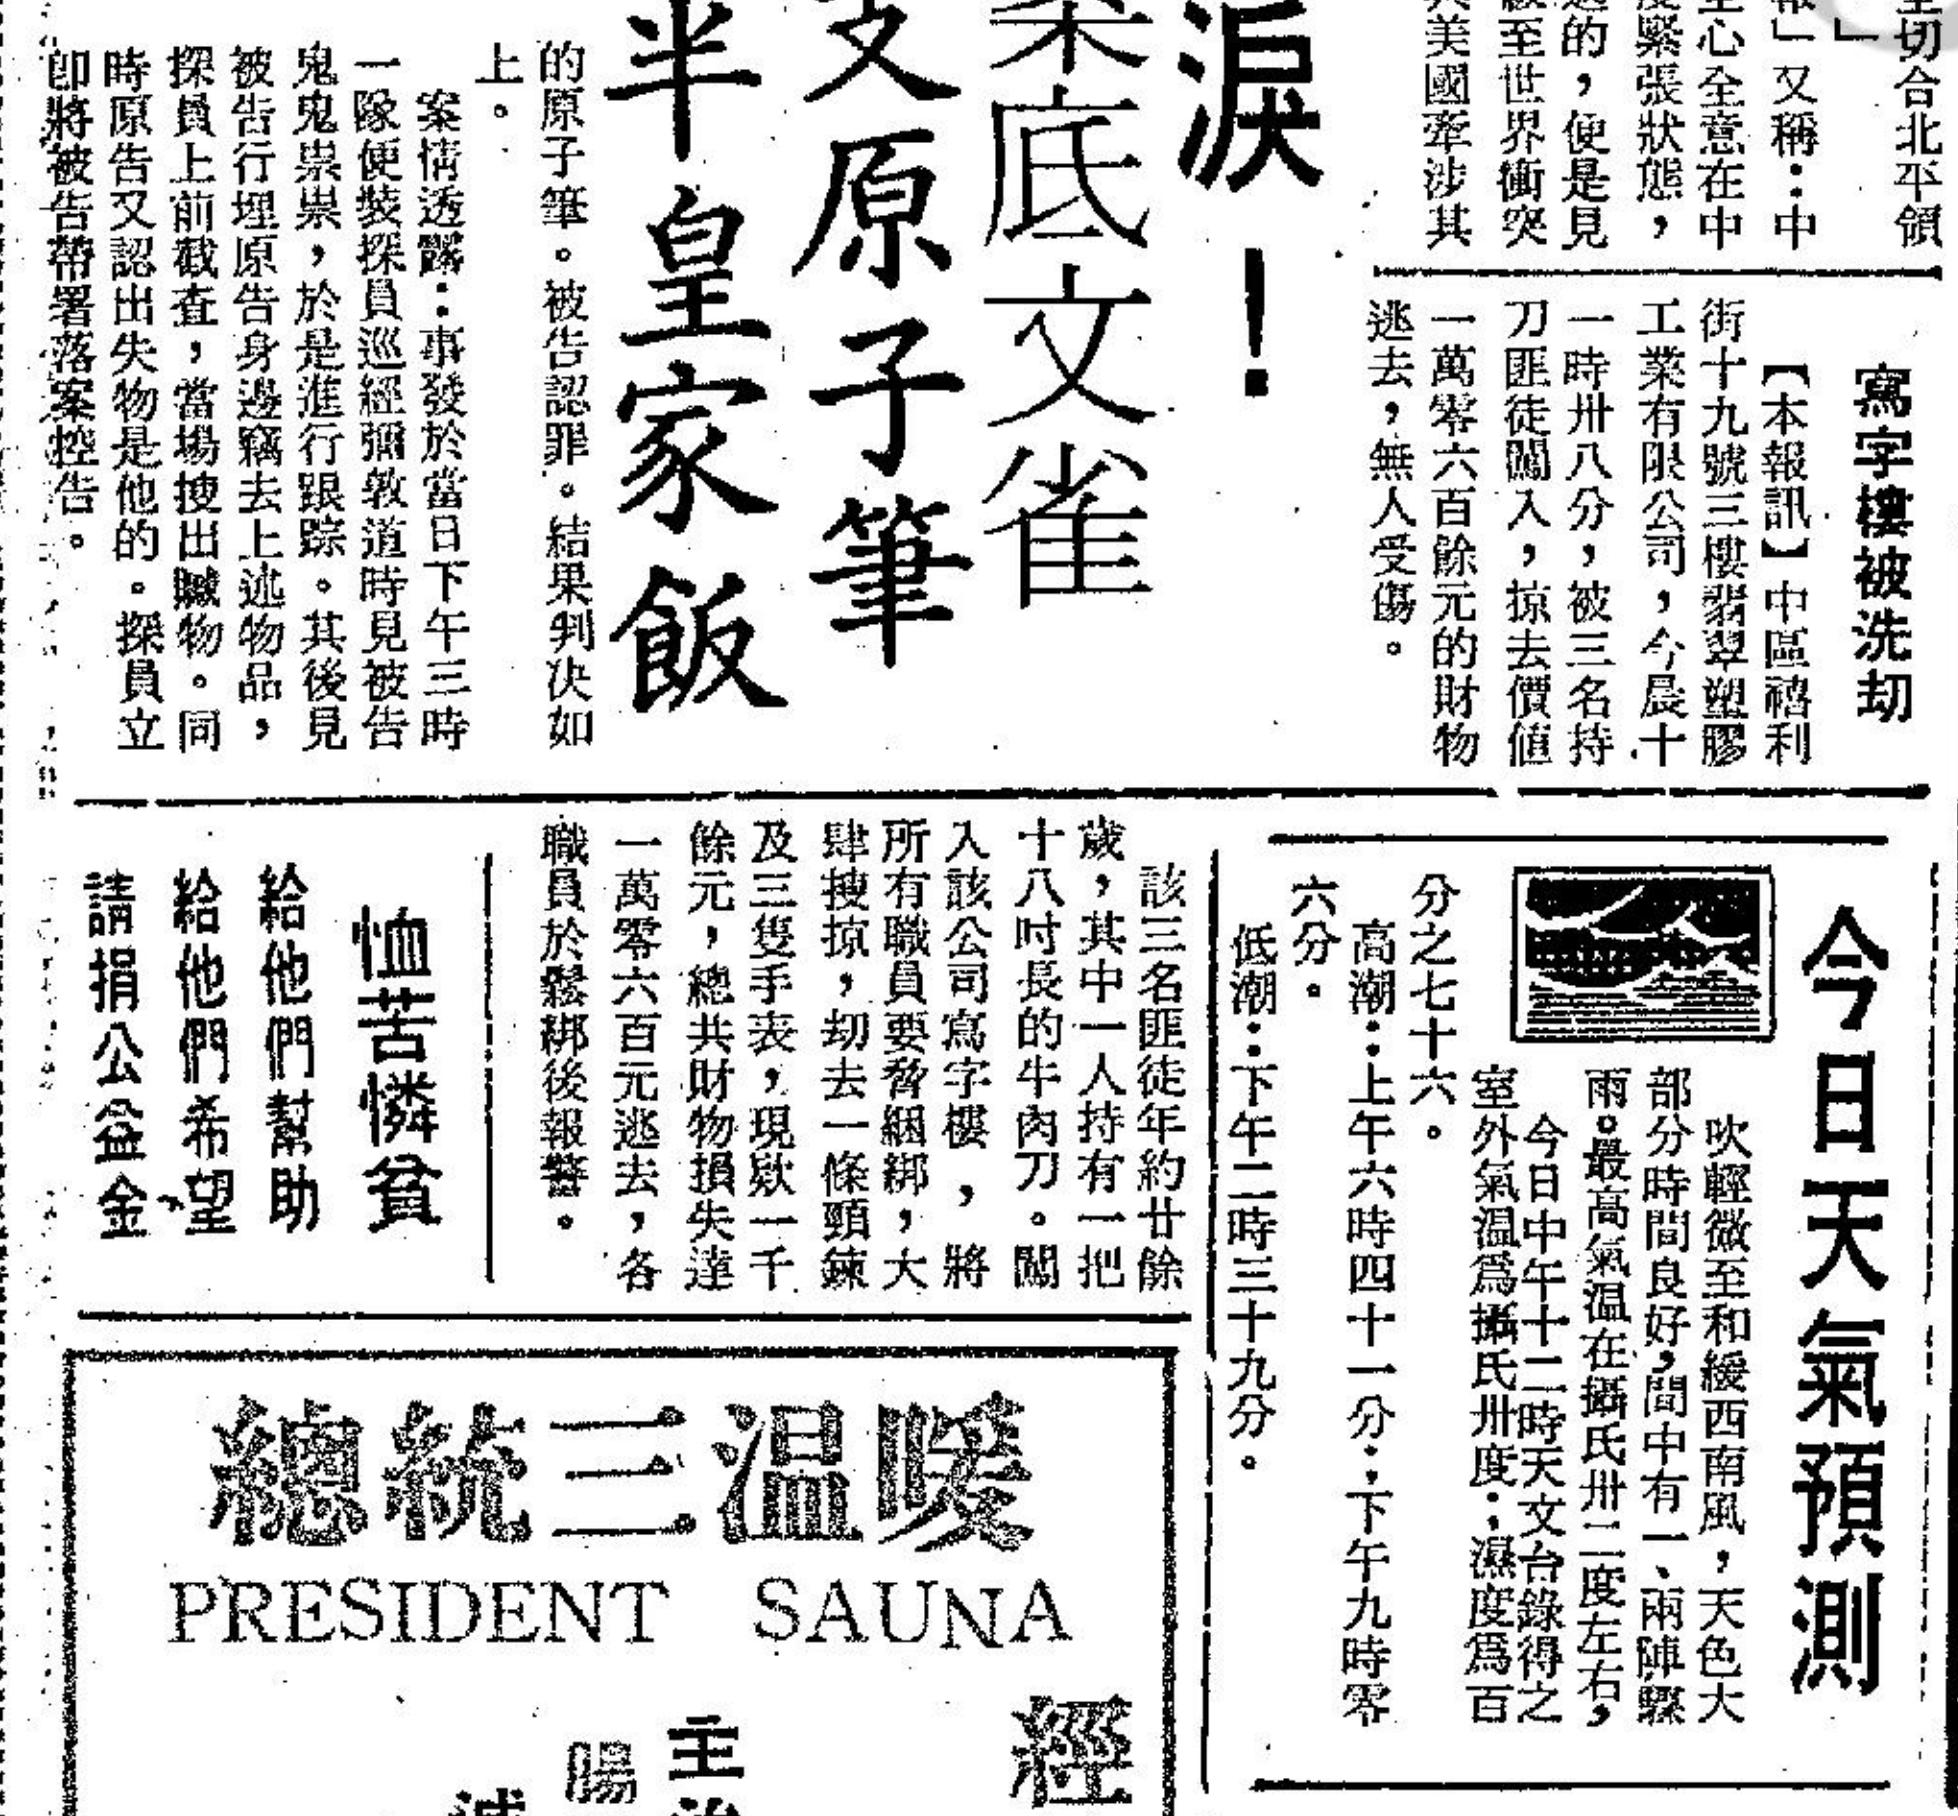 至切合北平領
」
報」又稱：中
全心全意在中
度緊張狀態，
的，便是見
級至世界衝突
與美國牽涉其
寫字樓被洗刧
【本報訊】中區禧利
街十九號三樓翡翠塑膠
工業有限公司，今晨十
一時卅八分，被三名持
刀匪徒闖入，掠去價值
一萬零六百餘元的財物
逃去，無人受傷。
淚！
案底文雀
支原子筆
半皇家飯
的原子筆。被告認罪。結果判决如
上。
案情透露：事發於當日下午三時
一隊便裝探員巡經彌敦道時見被告
鬼鬼祟祟，於是進行跟踪。其後見
被告行埋原告身邊竊去上述物品，
探員上前截查，當場搜出贓物。同
時原告又認出失物是他的。探員立
卽將被告帶署落案控告。
今日天氣預測
吹輕微至和緩西南風，天色大
部分時間良好，間中有一、兩陣驟
雨。最高氣溫在攝氏卅二度左右，
今日中午十二時天文台錄得之
室外氣溫爲攝氏卅度；濕度爲百
分之七十六。
高潮：上午六時四十一分；下午九時零
六分。
低潮：下午二時三十九分。
該三名匪徒年約廿餘
歲，其中一人持有一把
十八吋長的牛肉刀。闖
入該公司寫字樓，將
所有職員要脅綑綁，大
肆搜掠，刧去一條頸鍊
及三隻手表，現欵一千
餘元，總共財物損失達
一萬零六百元逃去，各
職員於鬆綁後報警。
恤苦憐貧
給他們幫助
給他們希望
請捐公益金
總統三温暖
PRESIDENT SAUNA
經
主治
腸